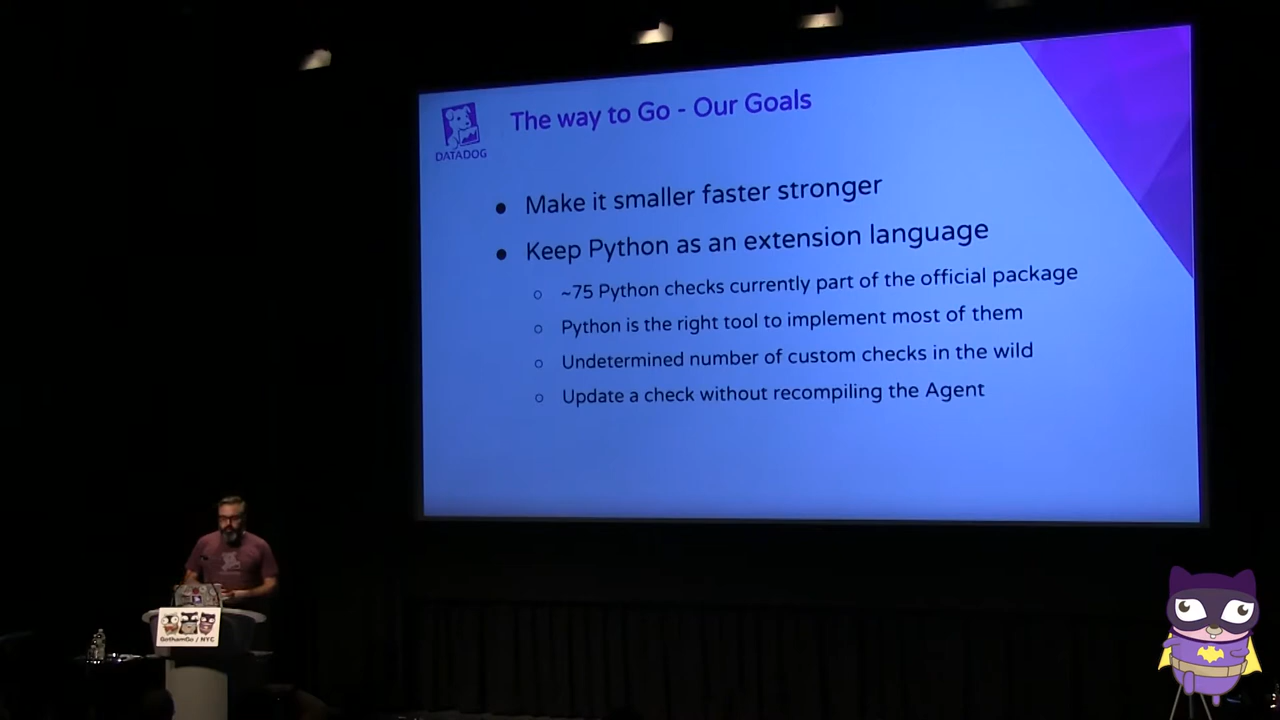 The way to Go - Our Goals
DATADOG
● Make it smaller faster stronger
● Keep Python as an extension language
○ ~75 Python checks currently part of the official package
○ Python is the right tool to implement most of them
○ Undetermined number of custom checks in the wild
○ Update a check without recompiling the Agent
GothamGo / NYC